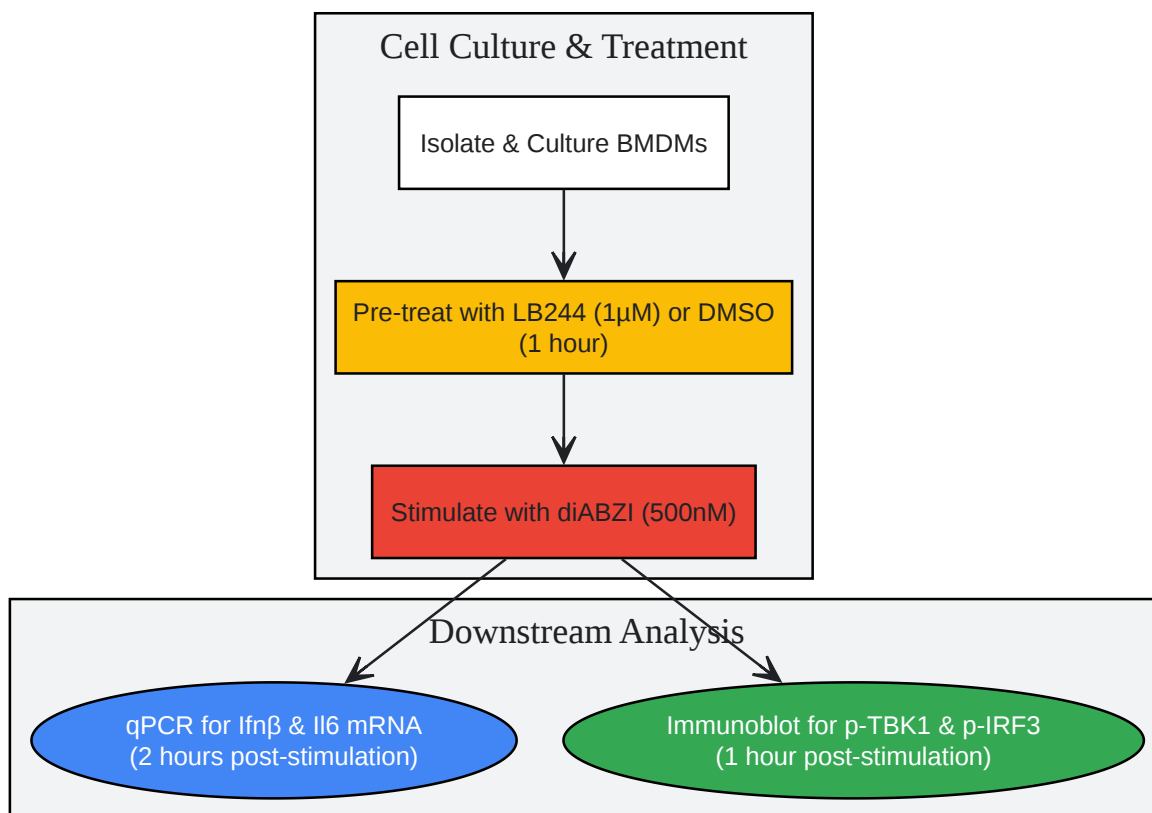 Cell Culture & Treatment
Isolate & Culture BMDMs
Pre-treat with LB244 (1µM) or DMSO
(1 hour)
Stimulate with diABZI (500nM)
Downstream Analysis
qPCR for Ifnβ & Il6 mRNA
(2 hours post-stimulation)
Immunoblot for p-TBK1 & p-IRF3
(1 hour post-stimulation)